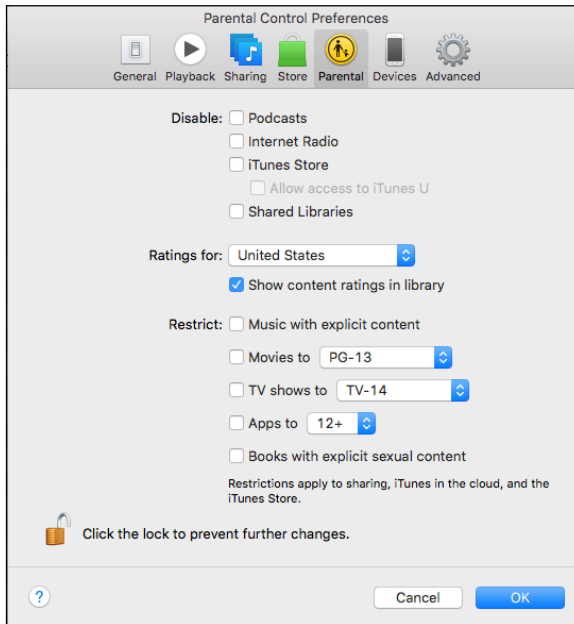 Parental Control Preferences
General Playback Sharing Store Parental Devices Advanced
Disable: Podcasts
Internet Radio
iTunes Store
Allow access to iTunes U
Shared Libraries
Ratings for: United States
Show content ratings in library
Restrict: Music with explicit content
Movies to PG-13
TV shows to TV-14
Apps to 12+
Books with explicit sexual content
Restrictions apply to sharing, iTunes in the cloud, and the
iTunes Store.
Click the lock to prevent further changes.
? Cancel OK